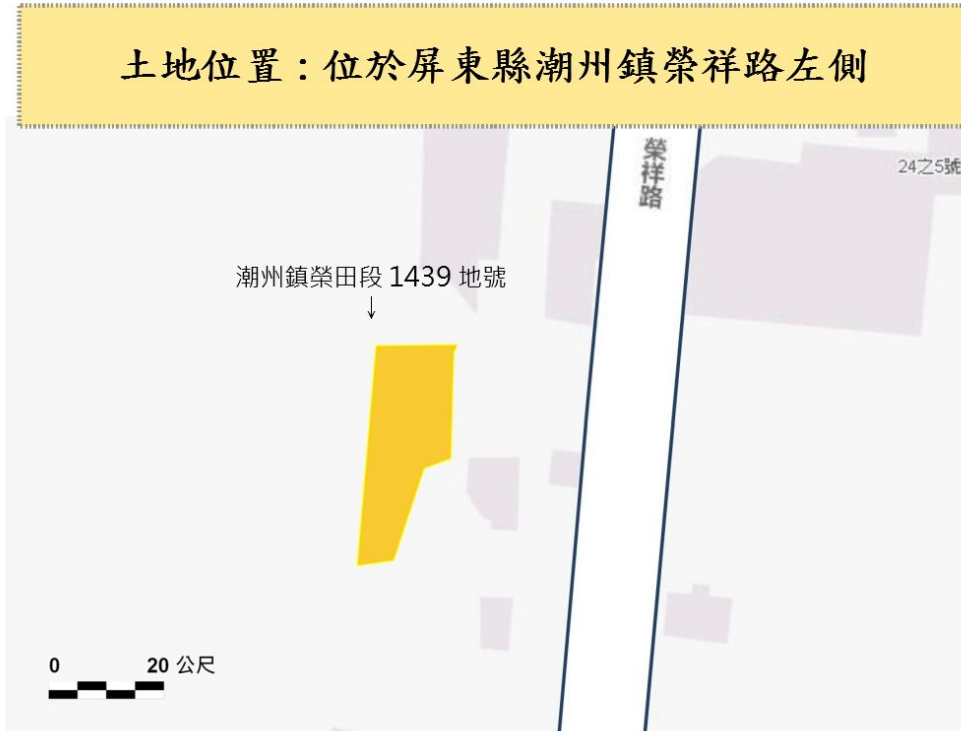 土地位置：位於屏東縣潮州鎮榮祥路左側
榮祥路
24之5號
潮州鎮榮田段 1439 地號
↓
0 20 公尺